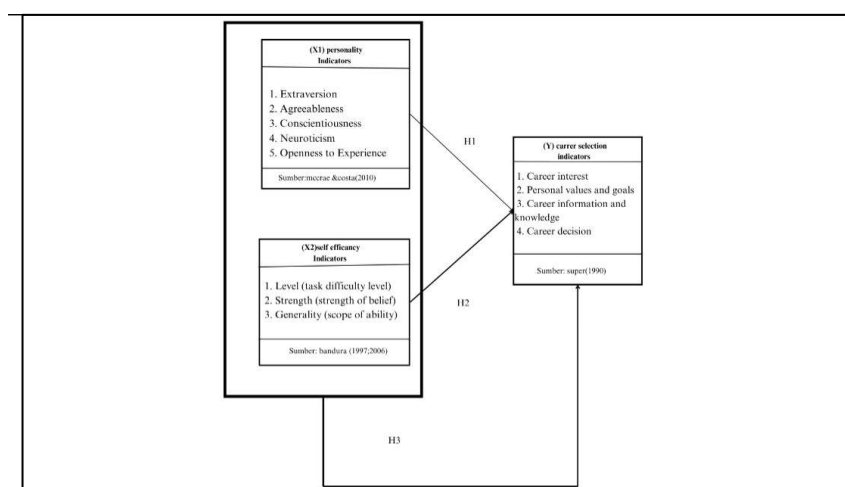 (X1) personality
Indicators
1. Extraversion
2. Agreeableness
3. Conscientiousness
4. Neuroticism
5. Openness to Experience
Sumber:mccrae &costa(2010)
H1
(Y) carrer selection
indicators
1. Career interest
2. Personal values and goals
3. Career information and
knowledge
4. Career decision
Sumber: super(1990)
(X2)self efficancy
Indicators
1. Level (task difficulty level)
2. Strength (strength of belief)
3. Generality (scope of ability)
Sumber: bandura (1997;2006)
H2
H3